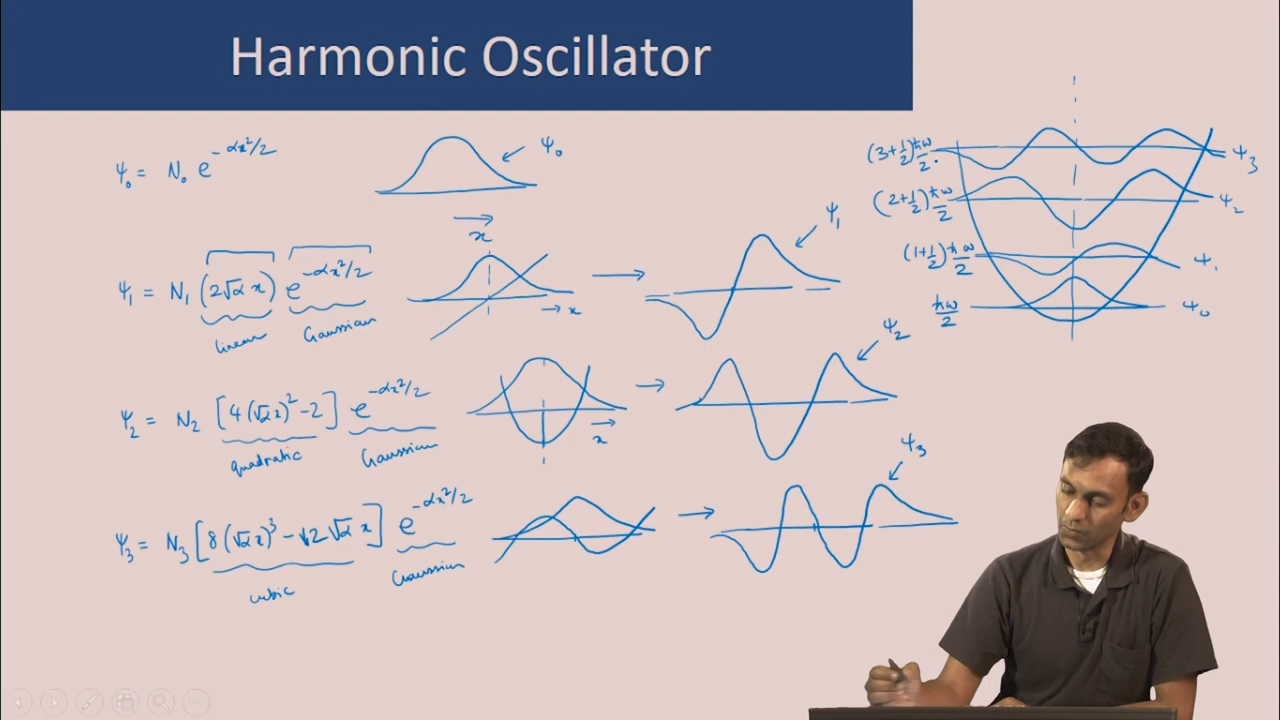 Harmonic Oscillator
ψ₀ = N₀ e^(-αx²/2)
ψ₀
x
ψ₁ = N₁ (2√α x) e^(-αx²/2)
linear Gaussian
x
ψ₁
ψ₂ = N₂ [4(√α x)² - 2] e^(-αx²/2)
quadratic Gaussian
x
ψ₂
ψ₃ = N₃ [8(√α x)³ - 12√α x] e^(-αx²/2)
cubic Gaussian
ψ₃
(3+1/2) ħω/2 ψ₃
(2+1/2) ħω/2 ψ₂
(1+1/2) ħω/2 ψ₁
ħω/2 ψ₀